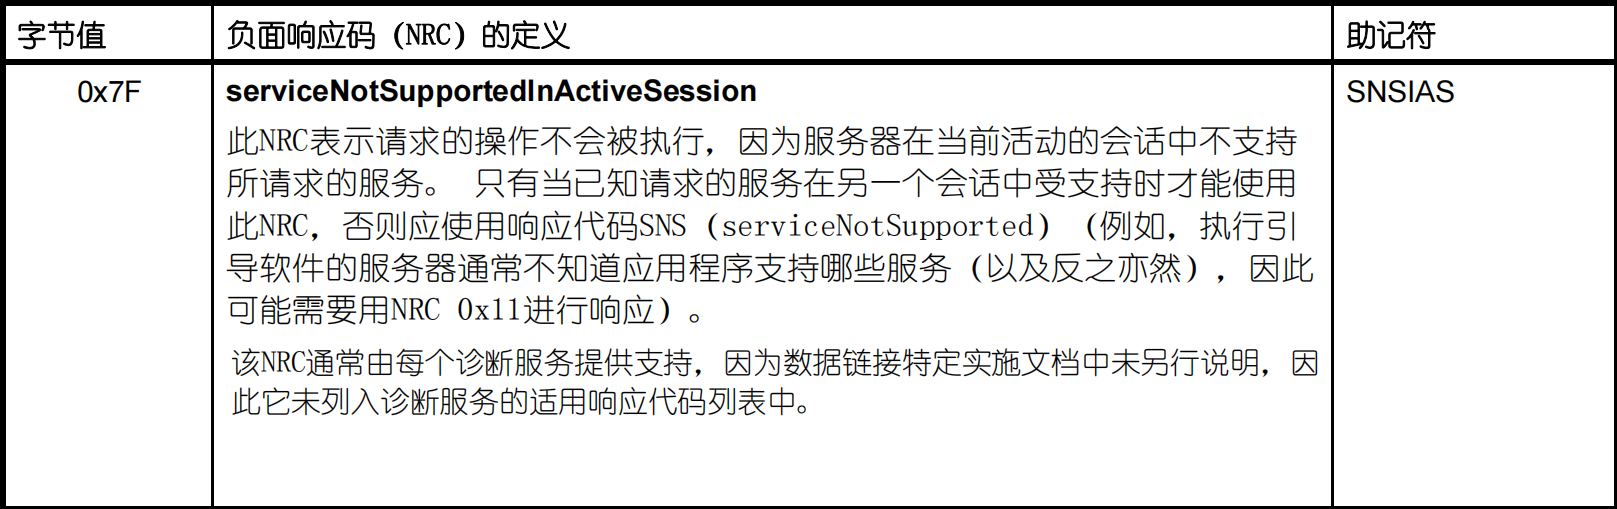 字节值 负面响应码（NRC）的定义 助记符
0x7F serviceNotSupportedInActiveSession SNSIAS
此NRC表示请求的操作不会被执行，因为服务器在当前活动的会话中不支持
所请求的服务。 只有当已知请求的服务在另一个会话中受支持时才能使用
此NRC，否则应使用响应代码SNS（serviceNotSupported）（例如，执行引
导软件的服务器通常不知道应用程序支持哪些服务（以及反之亦然），因此
可能需要用NRC 0x11进行响应）。
该NRC通常由每个诊断服务提供支持，因为数据链接特定实施文档中未另行说明，因
此它未列入诊断服务的适用响应代码列表中。